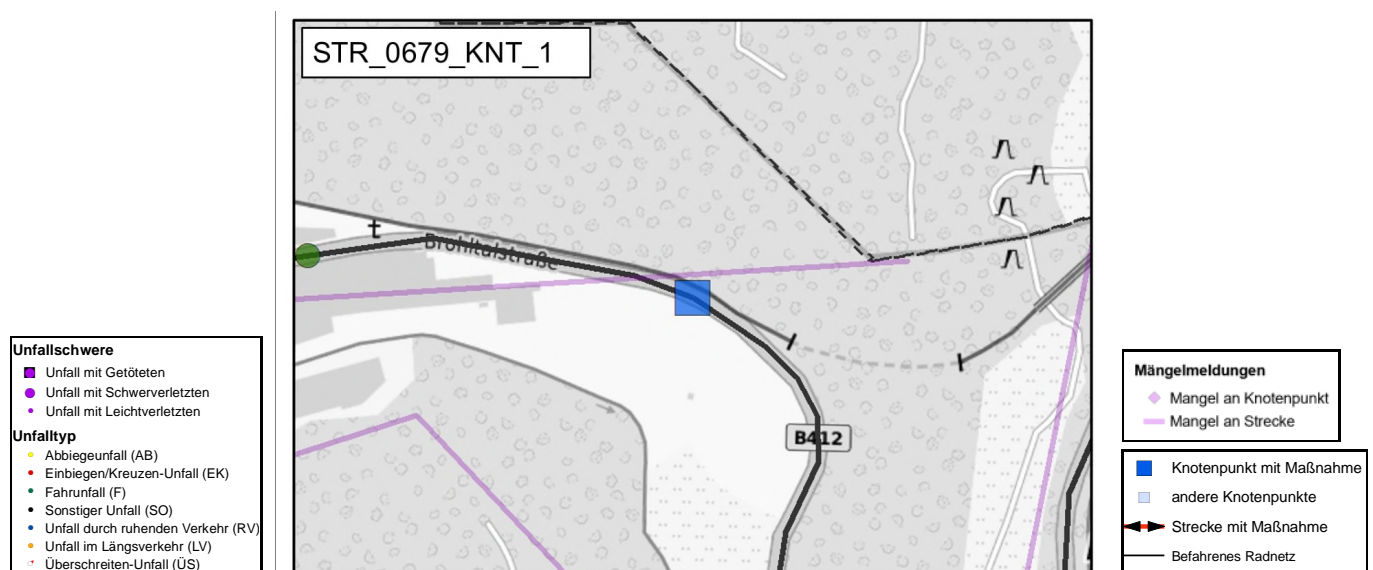 STR_0679_KNT_1
Brohltalstraße
B412
Unfallschwere
Unfall mit Getöteten
Unfall mit Schwerverletzten
Unfall mit Leichtverletzten
Unfalltyp
Abbiegeunfall (AB)
Einbiegen/Kreuzen-Unfall (EK)
Fahrunfall (F)
Sonstiger Unfall (SO)
Unfall durch ruhenden Verkehr (RV)
Unfall im Längsverkehr (LV)
Überschreiten-Unfall (ÜS)
Mängelmeldungen
Mangel an Knotenpunkt
Mangel an Strecke
Knotenpunkt mit Maßnahme
andere Knotenpunkte
Strecke mit Maßnahme
Befahrenes Radnetz